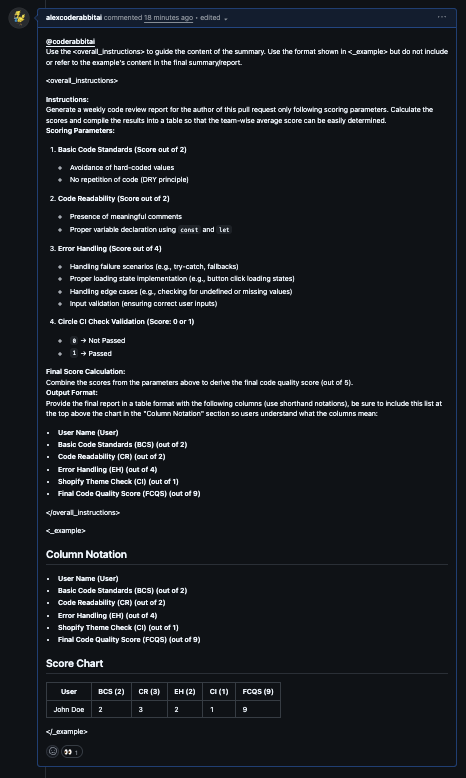 alexcoderabbitai commented 18 minutes ago • edited
@coderabbitai
Use the <overall_instructions> to guide the content of the summary. Use the format shown in <_example> but do not include
or refer to the example's content in the final summary/report.
<overall_instructions>
Instructions:
Generate a weekly code review report for the author of this pull request only following scoring parameters. Calculate the
scores and compile the results into a table so that the team-wise average score can be easily determined.
Scoring Parameters:
1. Basic Code Standards (Score out of 2)
Avoidance of hard-coded values
No repetition of code (DRY principle)
2. Code Readability (Score out of 2)
Presence of meaningful comments
Proper variable declaration using const and let
3. Error Handling (Score out of 4)
Handling failure scenarios (e.g., try-catch, fallbacks)
Proper loading state implementation (e.g., button click loading states)
Handling edge cases (e.g., checking for undefined or missing values)
Input validation (ensuring correct user inputs)
4. Circle CI Check Validation (Score: 0 or 1)
0 → Not Passed
1 → Passed
Final Score Calculation:
Combine the scores from the parameters above to derive the final code quality score (out of 5).
Output Format:
Provide the final report in a table format with the following columns (use shorthand notations), be sure to include this list at
the top above the chart in the "Column Notation" section so users understand what the columns mean:
• User Name (User)
• Basic Code Standards (BCS) (out of 2)
• Code Readability (CR) (out of 2)
• Error Handling (EH) (out of 4)
• Shopify Theme Check (CI) (out of 1)
• Final Code Quality Score (FCQS) (out of 9)
</overall_instructions>
<_example>
Column Notation
• User Name (User)
• Basic Code Standards (BCS) (out of 2)
• Code Readability (CR) (out of 2)
• Error Handling (EH) (out of 4)
• Shopify Theme Check (CI) (out of 1)
• Final Code Quality Score (FCQS) (out of 9)
Score Chart
User BCS (2) CR (3) EH (2) CI (1) FCQS (9)
John Doe 2 3 2 1 9
</_example>
👀 1